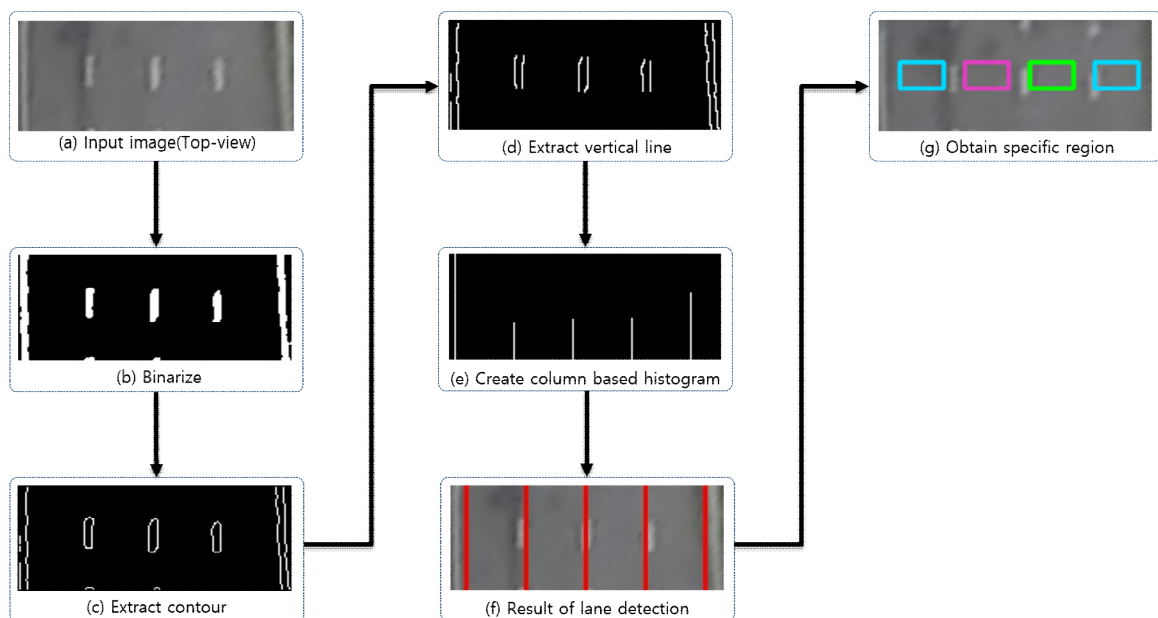 (a) Input image(Top-view)
(b) Binarize
(c) Extract contour
(d) Extract vertical line
(e) Create column based histogram
(f) Result of lane detection
(g) Obtain specific region